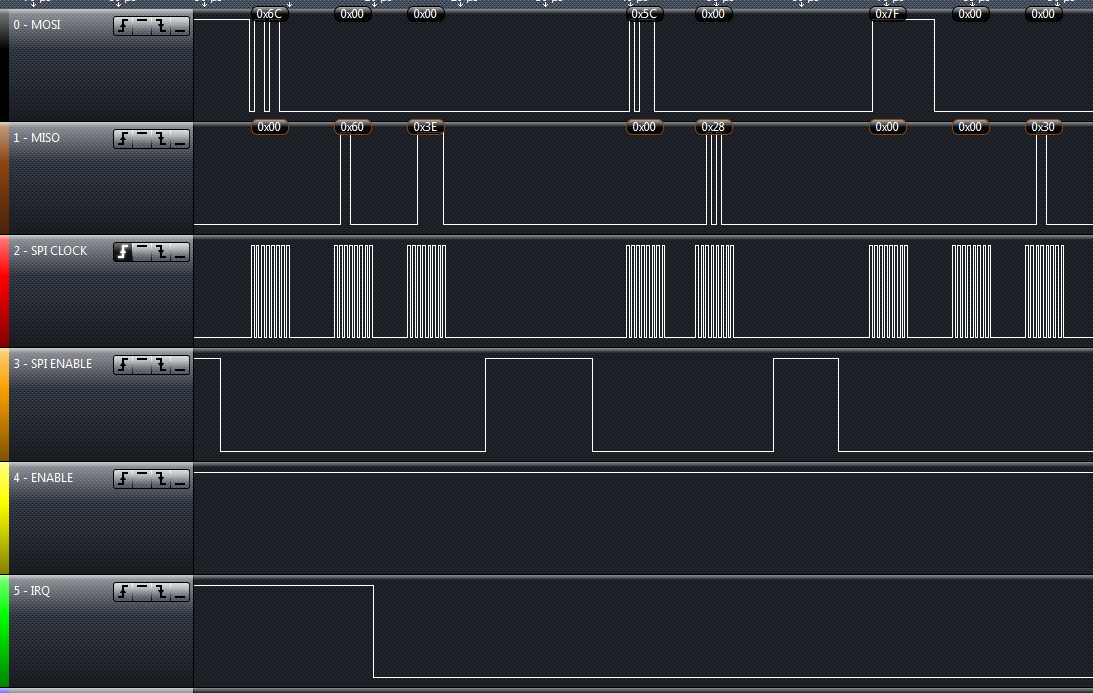 0x6C 0x00 0x00 0x5C 0x00 0x7F 0x00 0x00
0 - MOSI
0x00 0x60 0x3E 0x00 0x28 0x00 0x00 0x30
1 - MISO
2 - SPI CLOCK
3 - SPI ENABLE
4 - ENABLE
5 - IRQ